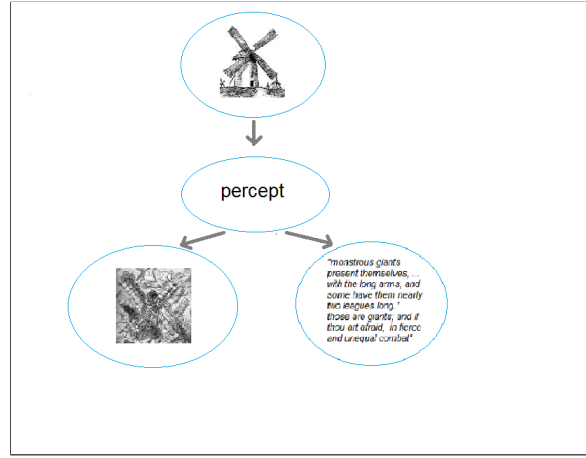 percept
"monstrous giants
present themselves, ...
with the long arms, and
some have them nearly
two leagues long."
those are giants; and if
thou art afraid, in fierce
and unequal combat"